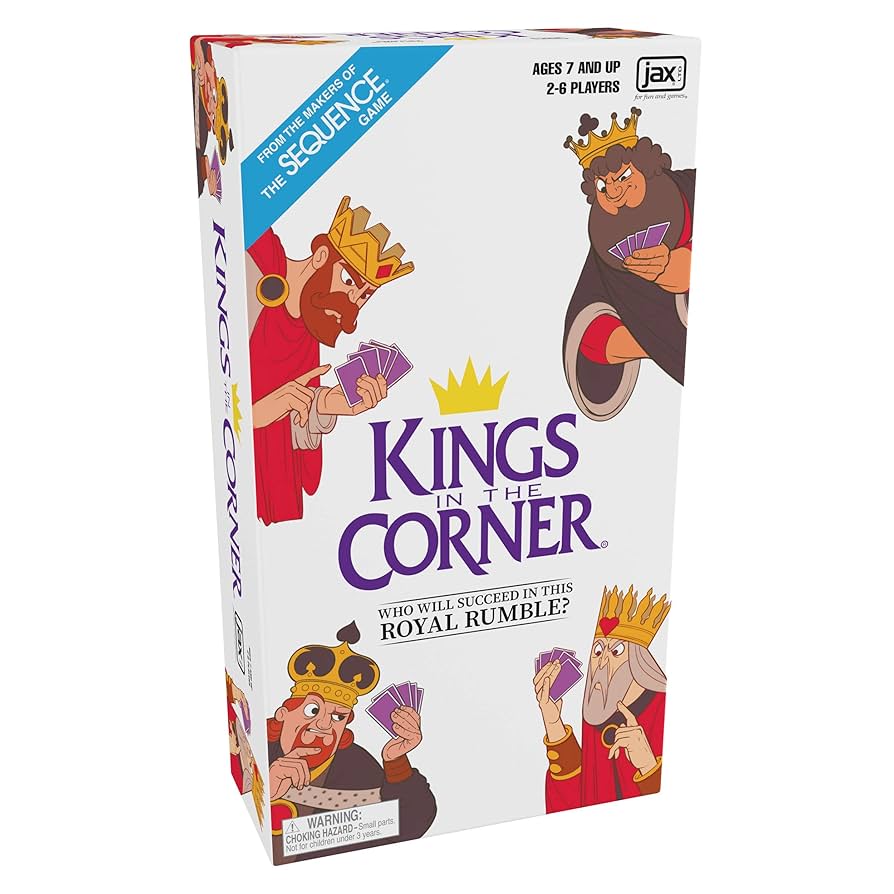 FROM THE MAKERS OF
THE SEQUENCE®
GAME
AGES 7 AND UP
2-6 PLAYERS
jax LTD
for fun and games®
KINGS
IN THE
CORNER®
WHO WILL SUCCEED IN THIS
ROYAL RUMBLE?
WARNING:
CHOKING HAZARD-Small parts.
Not for children under 3 years.
KINGS IN THE CORNER
jax